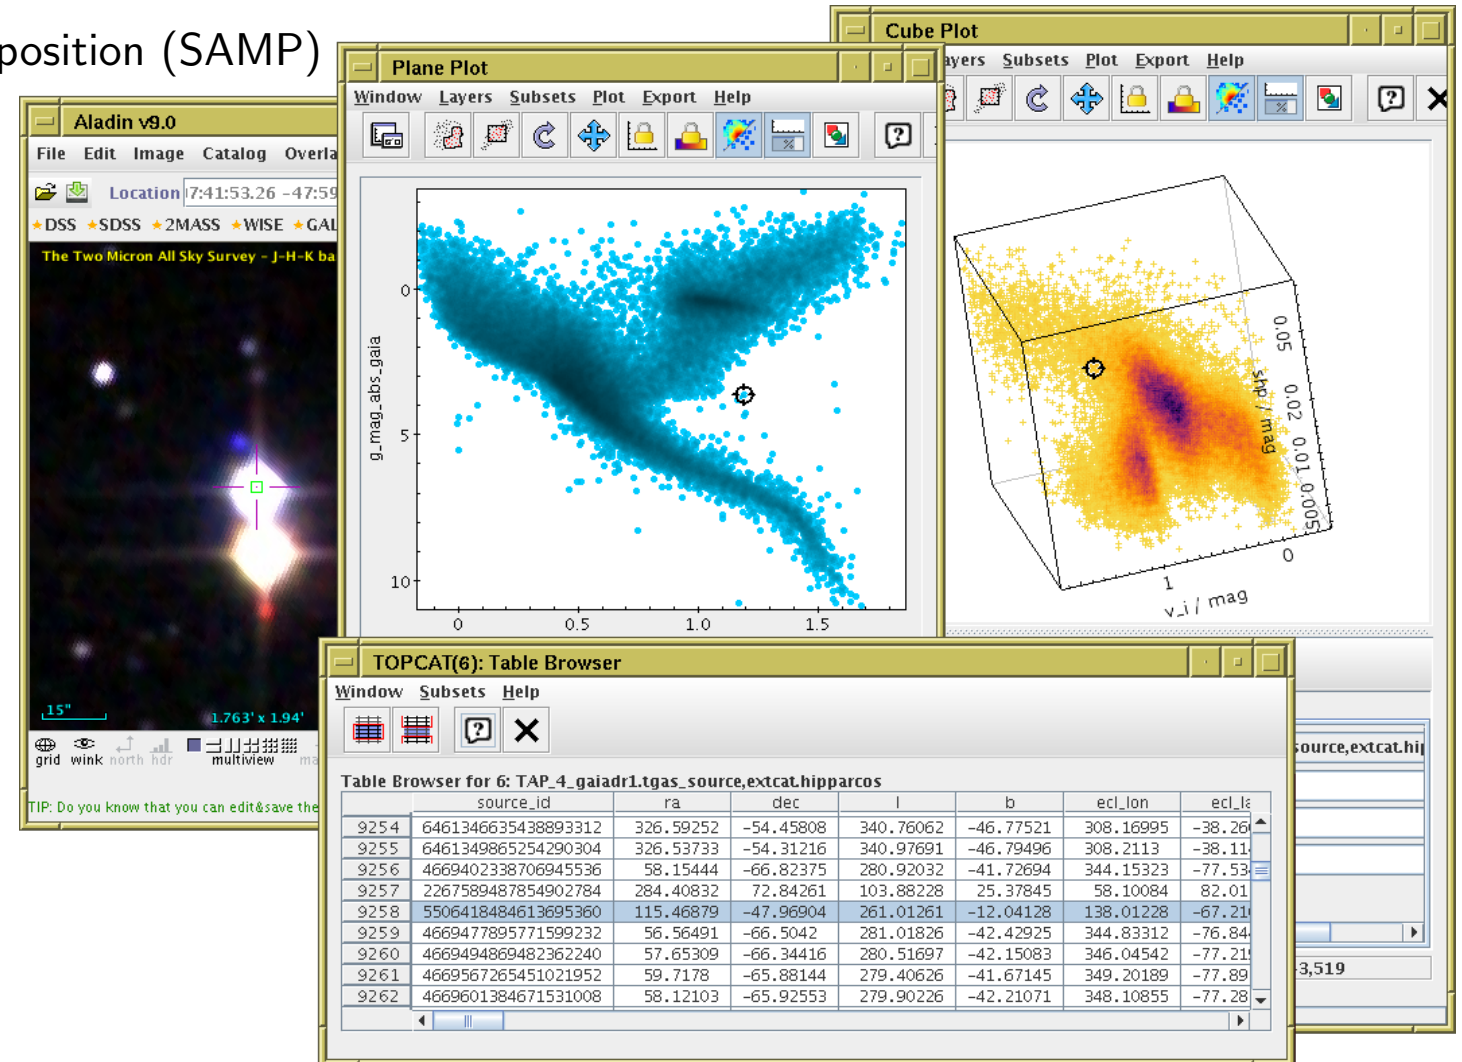 position (SAMP)
Cube Plot
ayers Subsets Plot Export Help
0.05
0.02
0.01
0.005
shp / mag
0
1
v_i / mag
Plane Plot
Window Layers Subsets Plot Export Help
0
5
10
g_mag_abs_gaia
0 0.5 1.0 1.5
Aladin v9.0
File Edit Image Catalog Overla
Location 7:41:53.26 -47:59
DSS SDSS 2MASS WISE GAL
The Two Micron All Sky Survey - J-H-K ba
15"
1.763' x 1.94'
grid wink north hdr multiview ma
TIP: Do you know that you can edit&save the
TOPCAT(6): Table Browser
Window Subsets Help
Table Browser for 6: TAP_4_gaiadr1.tgas_source,extcat.hipparcos
source_id ra dec l b ecl_lon ecl_la
9254 6461346635438893312 326.59252 -54.45808 340.76062 -46.77521 308.16995 -38.26
9255 6461349865254290304 326.53733 -54.31216 340.97691 -46.79496 308.2113 -38.11
9256 4669402338706945536 58.15444 -66.82375 280.92032 -41.72694 344.15323 -77.53
9257 2267589487854902784 284.40832 72.84261 103.88228 25.37845 58.10084 82.01
9258 5506418484613695360 115.46879 -47.96904 261.01261 -12.04128 138.01228 -67.21
9259 4669477895771599232 56.56491 -66.5042 281.01826 -42.42925 344.83312 -76.84
9260 4669494869482362240 57.65309 -66.34416 280.51697 -42.15083 346.04542 -77.21
9261 4669567265451021952 59.7178 -65.88144 279.40626 -41.67145 349.20189 -77.89
9262 4669601384671531008 58.12103 -65.92553 279.90226 -42.21071 348.10855 -77.28
source,extcat.hip
3,519